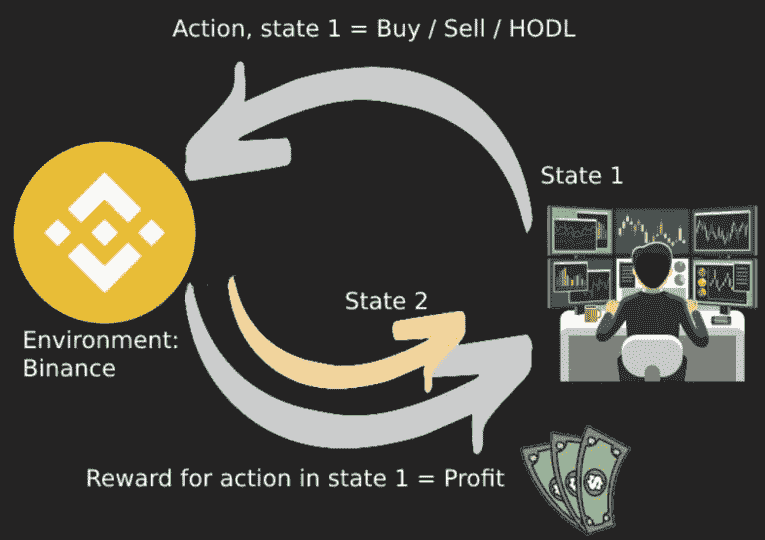 Action, state 1 = Buy / Sell / HODL
State 1
State 2
Environment:
Binance
Reward for action in state 1 = Profit